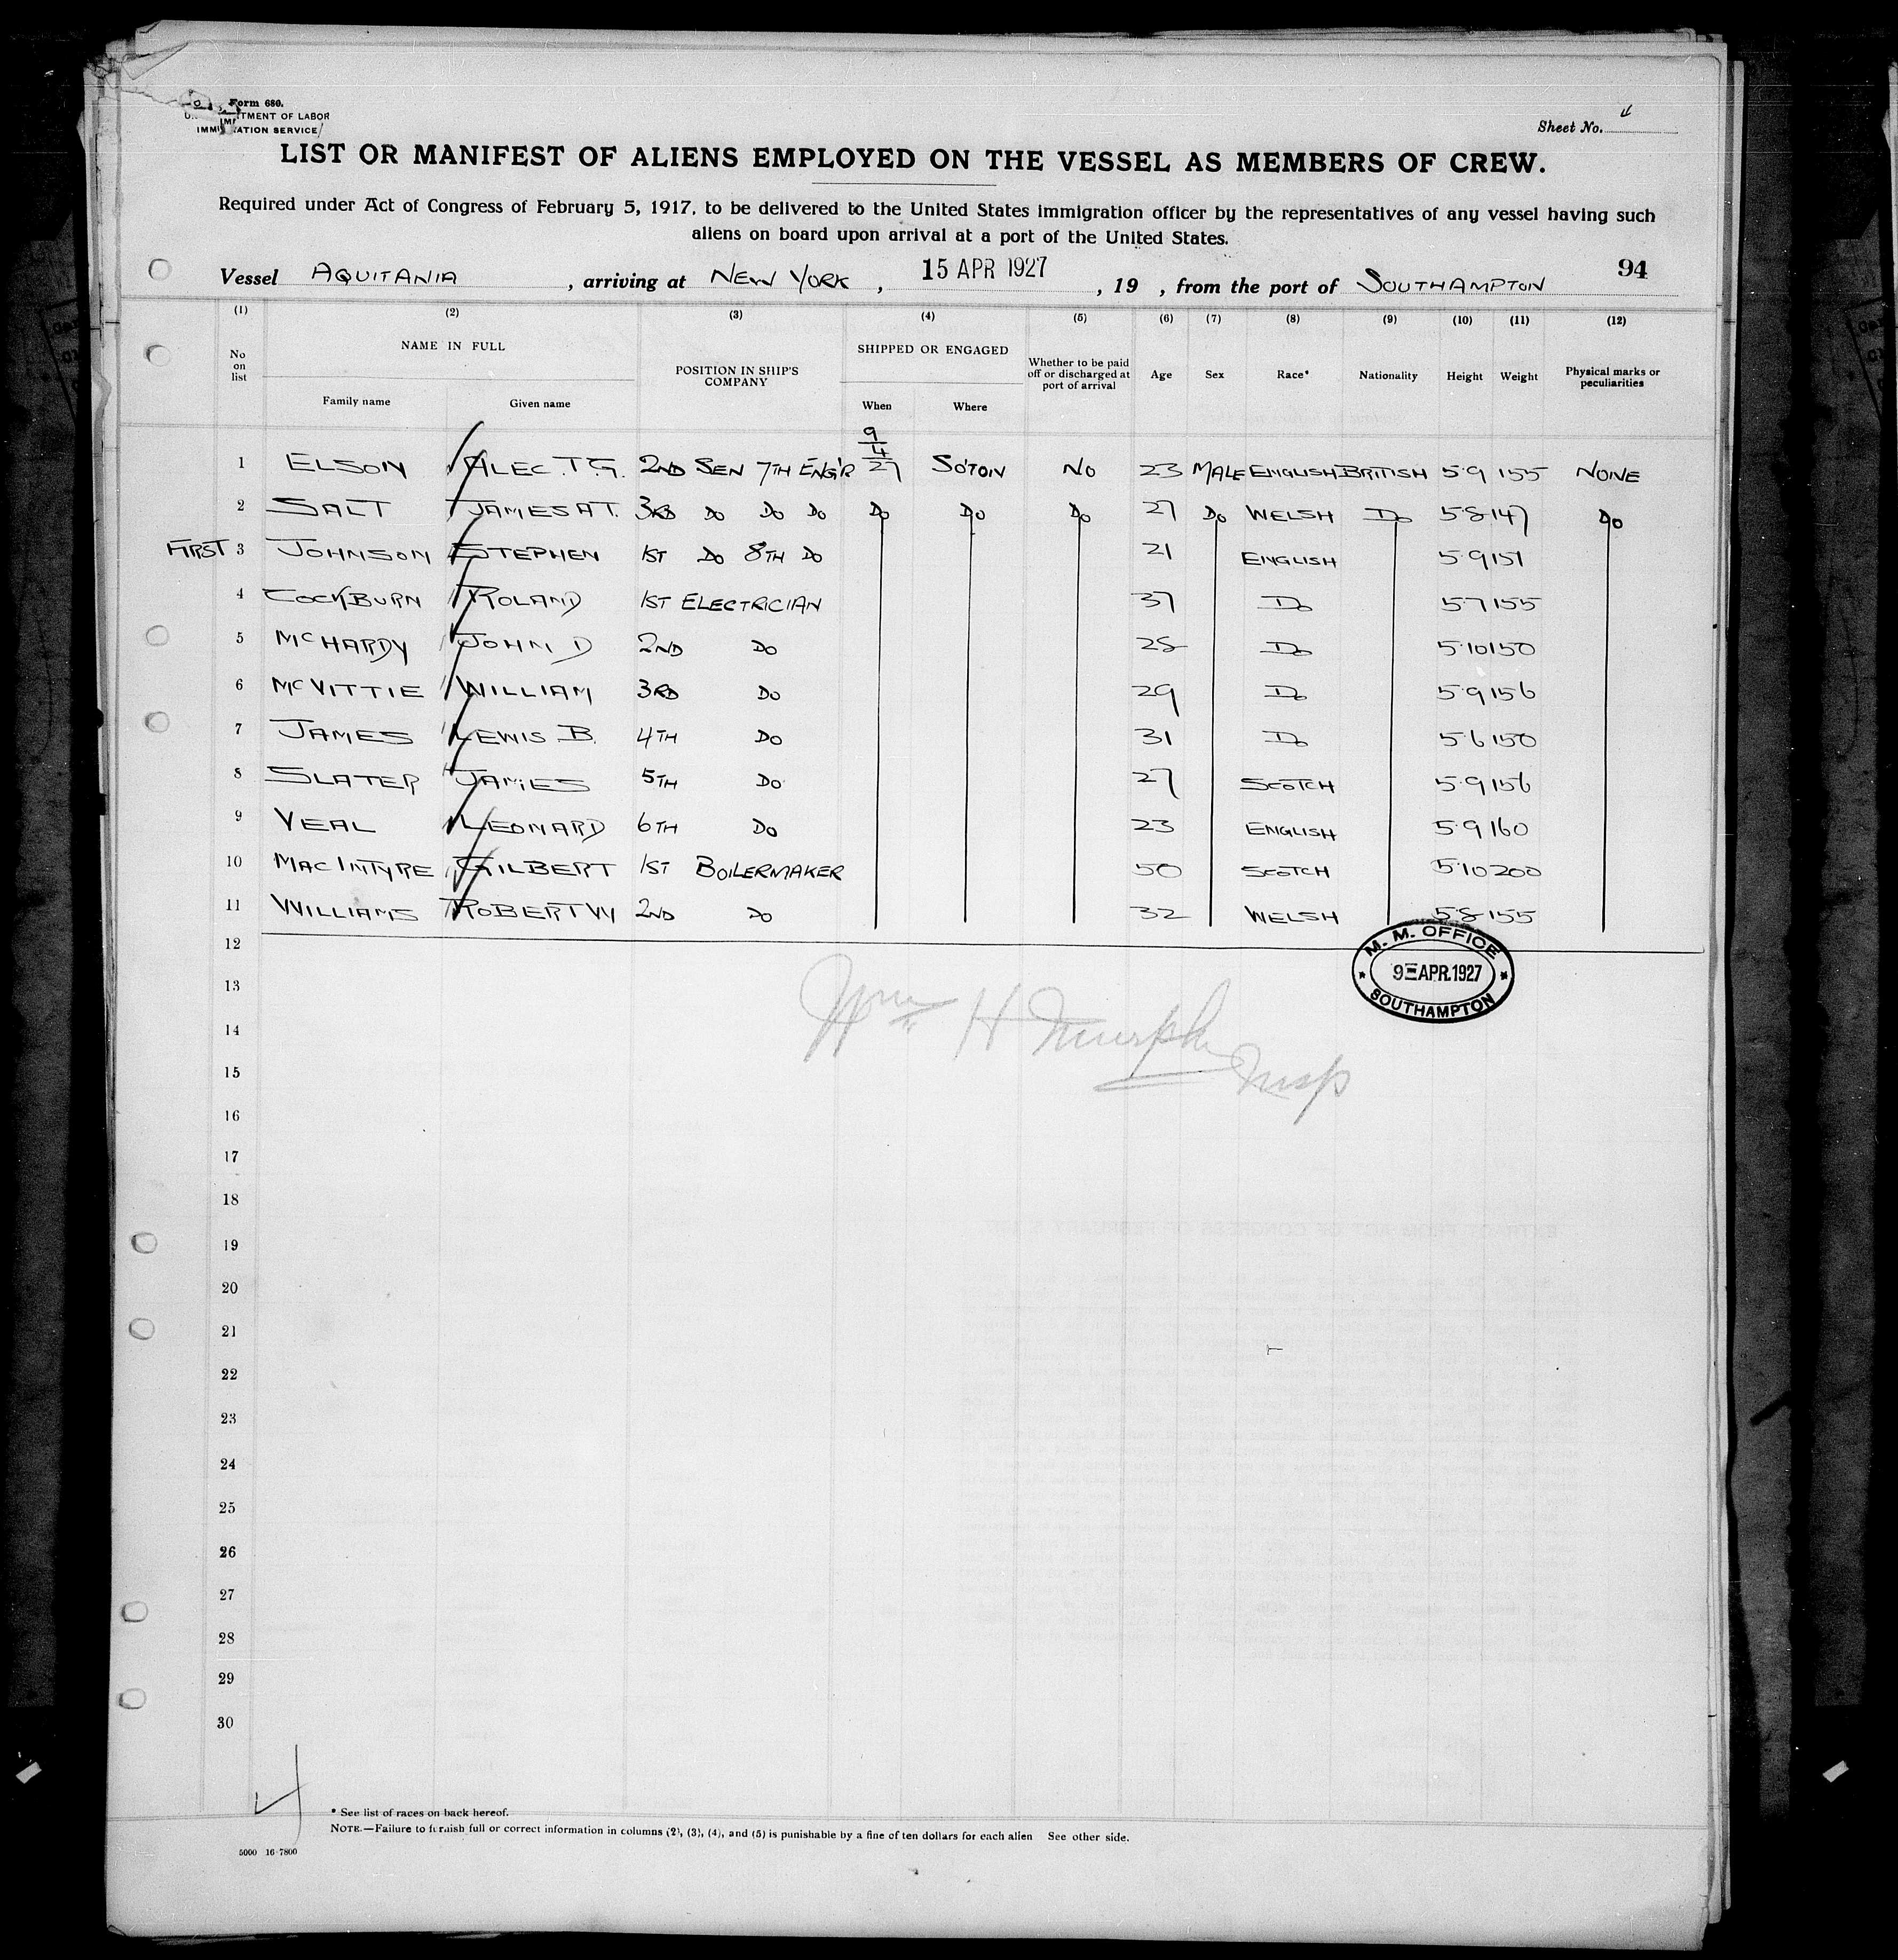 Form 680.
DEPARTMENT OF LABOR
IMMIGRATION SERVICE
Sheet No. 4
LIST OR MANIFEST OF ALIENS EMPLOYED ON THE VESSEL AS MEMBERS OF CREW.
Required under Act of Congress of February 5, 1917, to be delivered to the United States immigration officer by the representatives of any vessel having such
aliens on board upon arrival at a port of the United States.
94
Vessel AQUITANIA, arriving at NEW YORK, 15 APR 1927, 19 , from the port of SOUTHAMPTON
(1) (2) (3) (4) (5) (6) (7) (8) (9) (10) (11) (12)
No on list NAME IN FULL Family name Given name POSITION IN SHIP'S COMPANY SHIPPED OR ENGAGED When Where Whether to be paid off or discharged at port of arrival Age Sex Race* Nationality Height Weight Physical marks or peculiarities
1 ELSON ALEC. T. G. 2ND SEN 7TH ENG'R 9/4/27 SO'TON NO 23 MALE ENGLISH BRITISH 5·9 155 NONE
2 SALT JAMES A T. 3RD DO DO DO DO DO DO 27 DO WELSH DO 5·8 147 DO
FIRST 3 JOHNSON STEPHEN 1ST DO 8TH DO 21 ENGLISH 5·9 151
4 COCKBURN ROLAND 1ST ELECTRICIAN 37 DO 5·7 155
5 McHARDY JOHN D 2ND DO 28 DO 5·10 150
6 McVITTIE WILLIAM 3RD DO 29 DO 5·9 156
7 JAMES LEWIS B. 4TH DO 31 DO 5·6 150
8 SLATER JAMES 5TH DO 27 SCOTCH 5·9 156
9 VEAL LEONARD 6TH DO 23 ENGLISH 5·9 160
10 MACINTYRE GILBERT 1ST BOILERMAKER 50 SCOTCH 5·10 200
11 WILLIAMS ROBERT W 2ND DO 32 WELSH 5·8 155
12
M. M. OFFICE
9 APR. 1927
SOUTHAMPTON
13
Wm H Murphy
14
Insp
15
16
17
18
19
20
21
22
23
24
25
26
27
28
29
30
4
* See list of races on back hereof.
NOTE.—Failure to furnish full or correct information in columns (2), (3), (4), and (5) is punishable by a fine of ten dollars for each alien See other side.
5000 16-7800